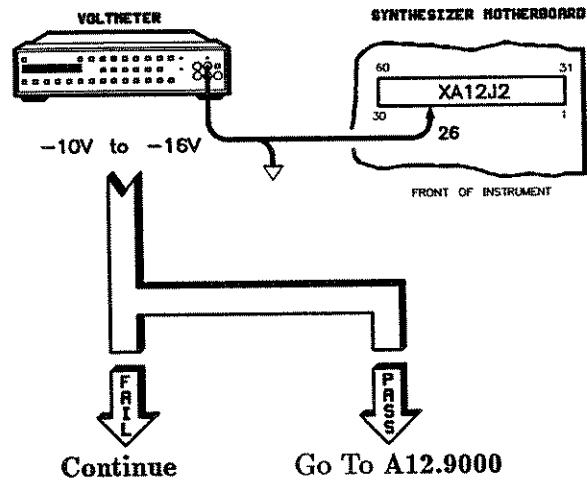 VOLTMETER
SYNTHESIZER MOTHERBOARD
60 31
XA12J2
30 1
26
-10V to -16V
FRONT OF INSTRUMENT
FAIL
PASS
Continue
Go To A12.9000